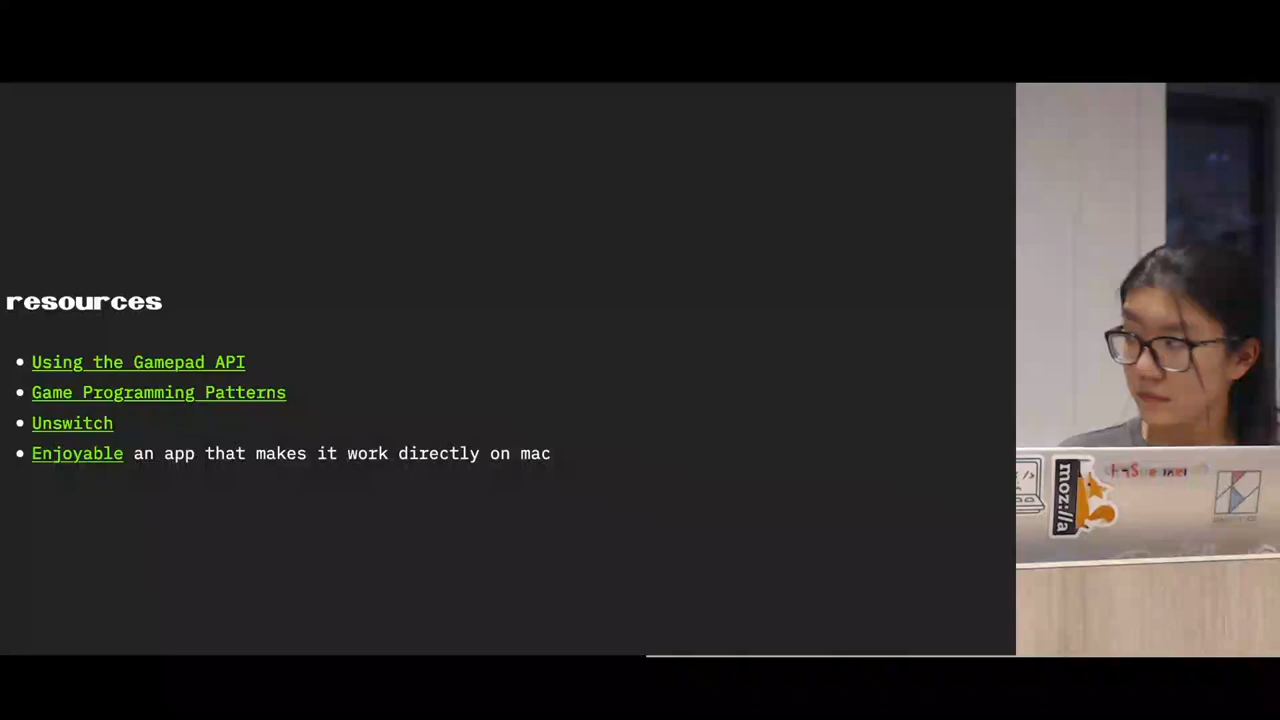 resources
Using the Gamepad API
Game Programming Patterns
Unswitch
Enjoyable an app that makes it work directly on mac
</>
moz://a